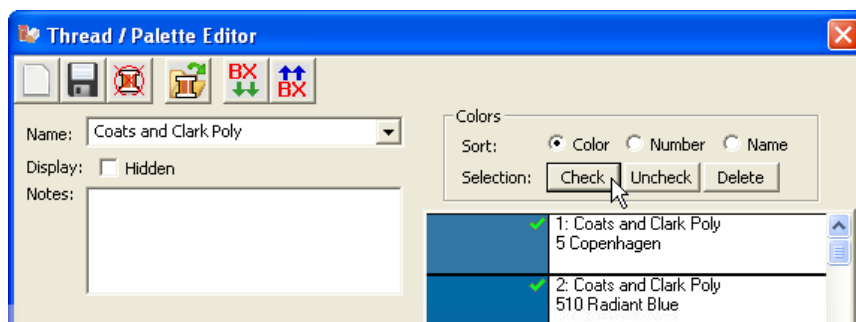 Thread / Palette Editor
BX
BX
Name: Coats and Clark Poly
Display: Hidden
Notes:
Colors
Sort: Color Number Name
Selection: Check Uncheck Delete
1: Coats and Clark Poly
5 Copenhagen
2: Coats and Clark Poly
510 Radiant Blue